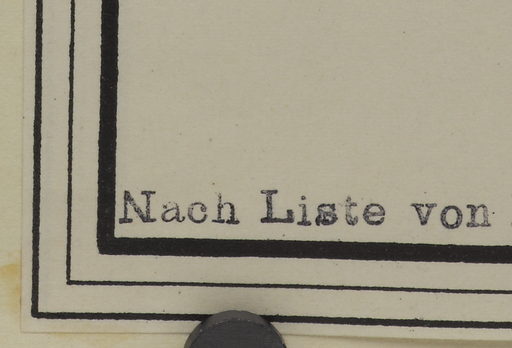 Nach Liste von